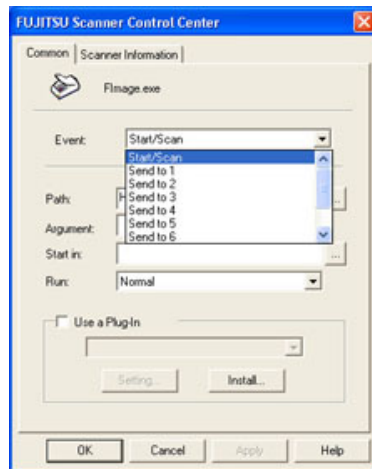 FUJITSU Scanner Control Center
Common Scanner Information
FImage.exe
Event: Start/Scan
Start/Scan
Send to 1
Send to 2
Send to 3
Send to 4
Send to 5
Send to 6
Path: H ...
Argument:
Start in: ...
Run: Normal
Use a Plug-In
Setting... Install...
OK Cancel Apply Help